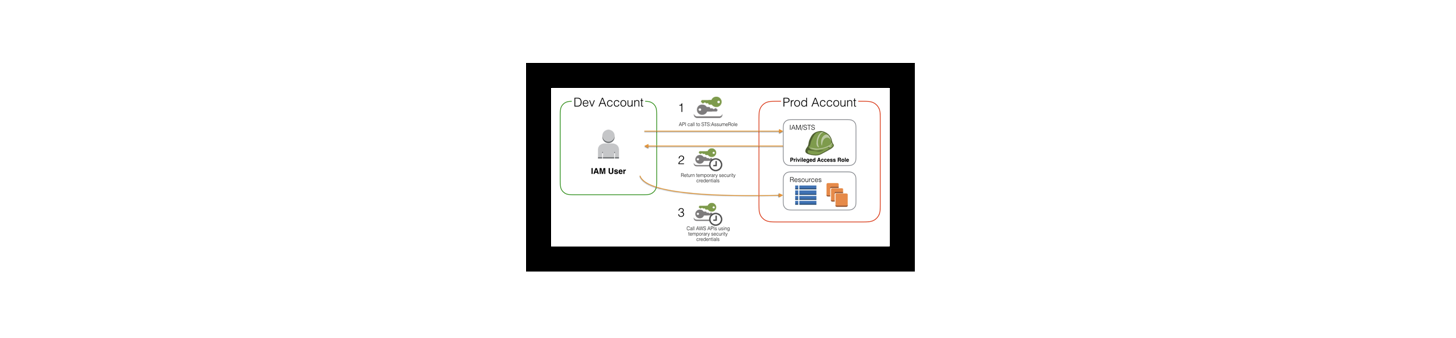 Dev Account
IAM User
1
API call to STS:AssumeRole
2
Return temporary security
credentials
3
Call AWS APIs using
temporary security
credentials
Prod Account
IAM/STS
Privileged Access Role
Resources